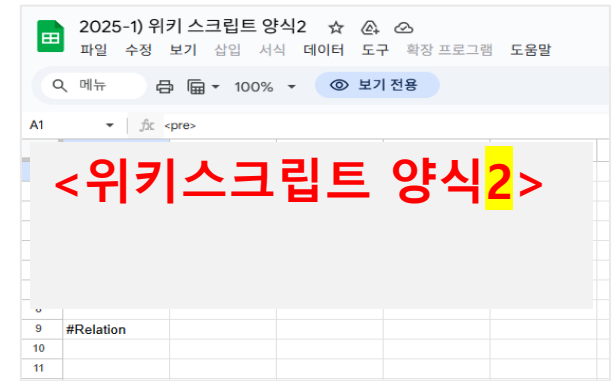 2025-1) 위키 스크립트 양식2
파일 수정 보기 삽입 서식 데이터 도구 확장 프로그램 도움말
메뉴 100% 보기 전용
A1 fx <pre>
<위키스크립트 양식2>
9 #Relation
10
11